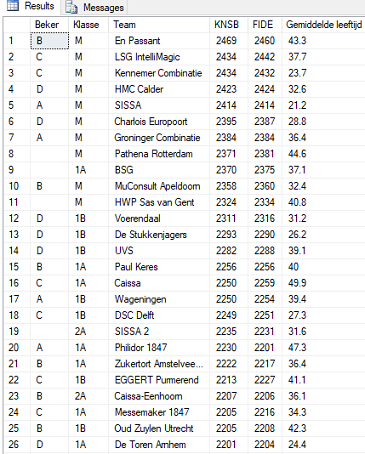 Results Messages
Beker Klasse Team KNSB FIDE Gemiddelde leeftijd
1 B M En Passant 2469 2460 43.3
2 C M LSG IntelliMagic 2434 2442 37.7
3 C M Kennemer Combinatie 2434 2432 23.7
4 D M HMC Calder 2423 2424 32.6
5 A M SISSA 2414 2414 21.2
6 D M Charlois Europoort 2395 2387 28.8
7 A M Groninger Combinatie 2384 2384 36.4
8 M Pathena Rotterdam 2371 2381 44.6
9 1A BSG 2370 2375 37.1
10 B M MuConsult Apeldoorn 2358 2360 32.4
11 M HWP Sas van Gent 2324 2334 40.8
12 D 1B Voerendaal 2311 2316 31.2
13 D 1B De Stukkenjagers 2293 2290 26.2
14 D 1B UVS 2282 2288 39.1
15 B 1A Paul Keres 2256 2256 40
16 C 1A Caissa 2250 2259 49.9
17 A 1B Wageningen 2250 2254 39.4
18 C 1B DSC Delft 2249 2251 27.3
19 2A SISSA 2 2235 2231 31.6
20 A 1A Philidor 1847 2230 2201 47.3
21 B 1A Zukertort Amstelvee... 2222 2217 36.4
22 C 1B EGGERT Purmerend 2213 2227 41.1
23 B 2A Caissa-Eenhoorn 2207 2206 36.1
24 C 1A Messemaker 1847 2205 2216 34.3
25 B 1B Oud Zuylen Utrecht 2205 2208 42.3
26 D 1A De Toren Arnhem 2201 2204 24.4